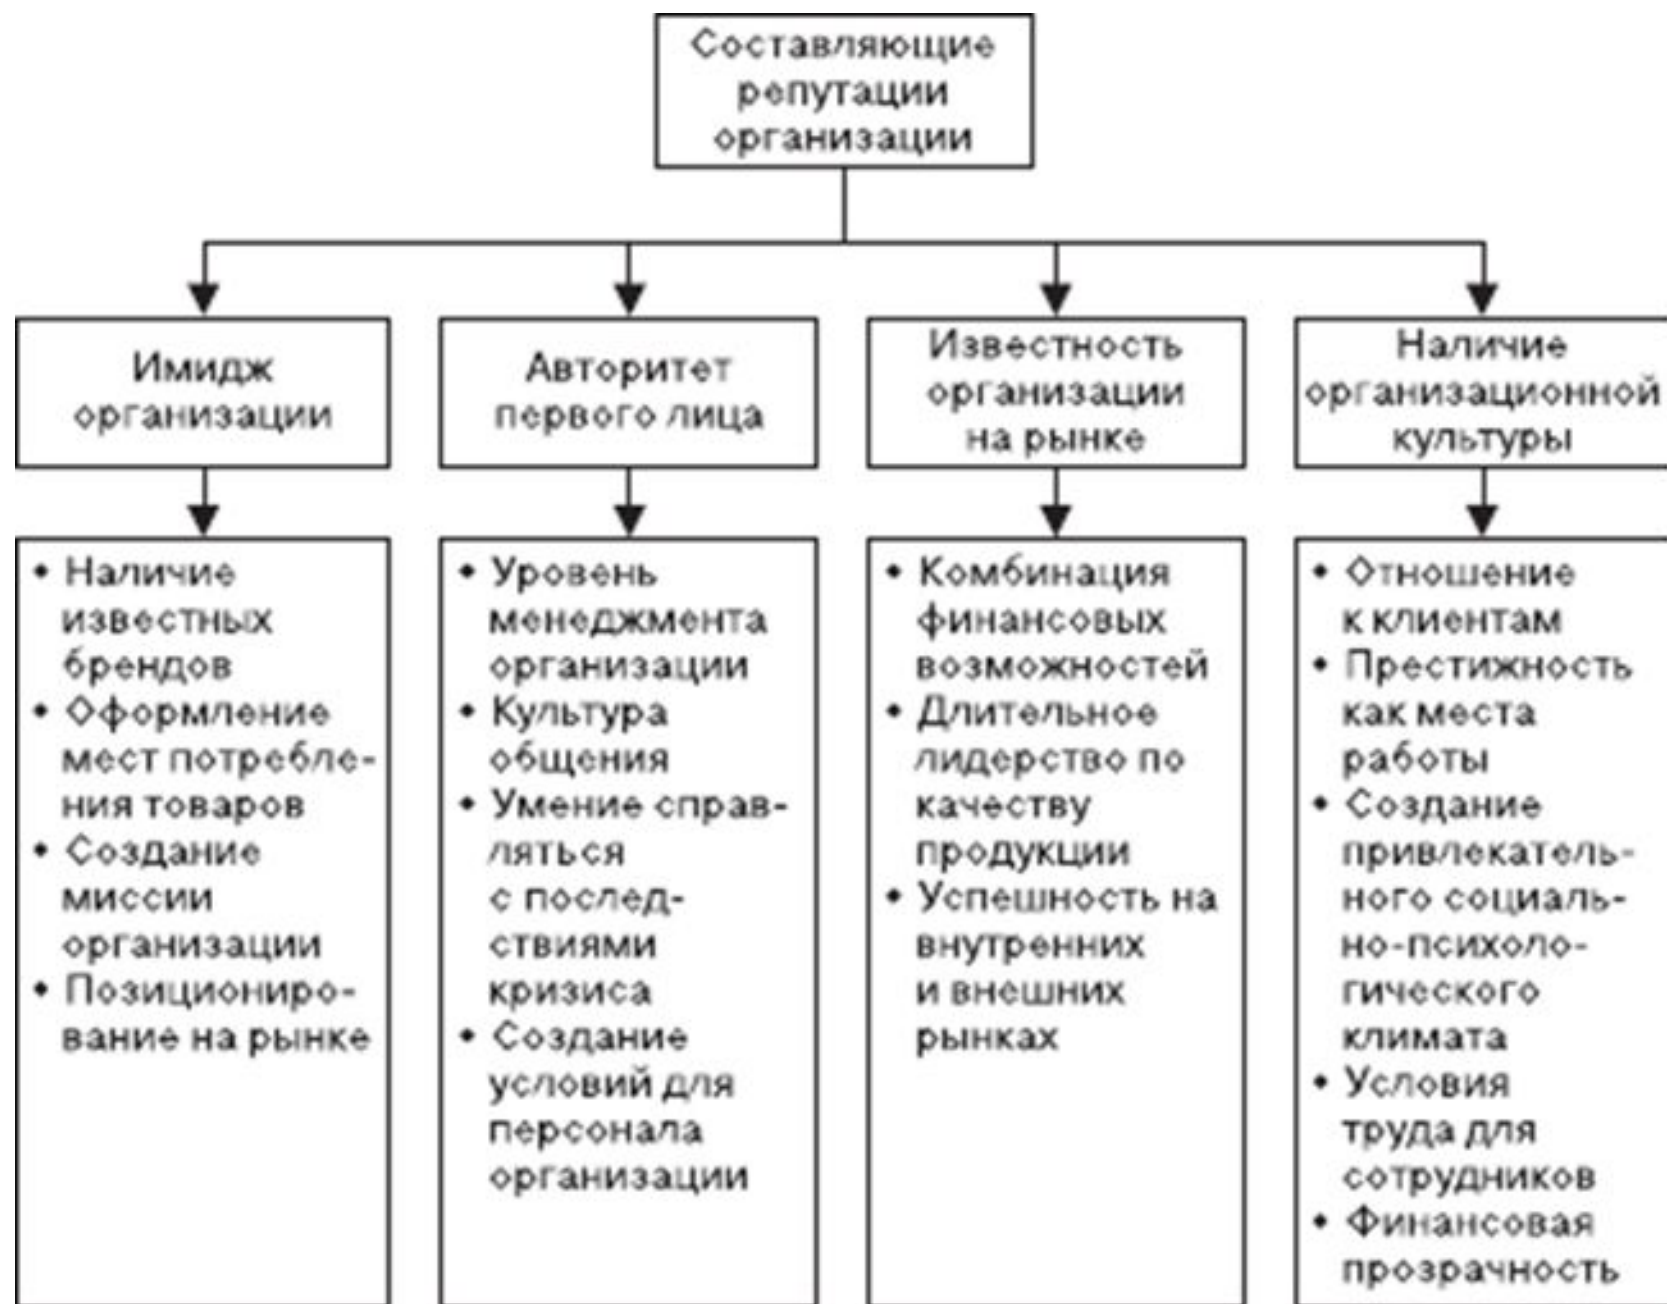 Составляющие
репутации
организации
Имидж
организации
Авторитет
первого лица
Известность
организации
на рынке
Наличие
организационной
культуры
• Наличие
известных
брендов
• Оформление
мест потребле-
ния товаров
• Создание
миссии
организации
• Позициониро-
вание на рынке
• Уровень
менеджмента
организации
• Культура
общения
• Умение справ-
ляться
с послед-
ствиями
кризиса
• Создание
условий для
персонала
организации
• Комбинация
финансовых
возможностей
• Длительное
лидерство по
качеству
продукции
• Успешность на
внутренних
и внешних
рынках
• Отношение
к клиентам
• Престижность
как места
работы
• Создание
привлекатель-
ного социаль-
но-психоло-
гического
климата
• Условия
труда для
сотрудников
• Финансовая
прозрачность